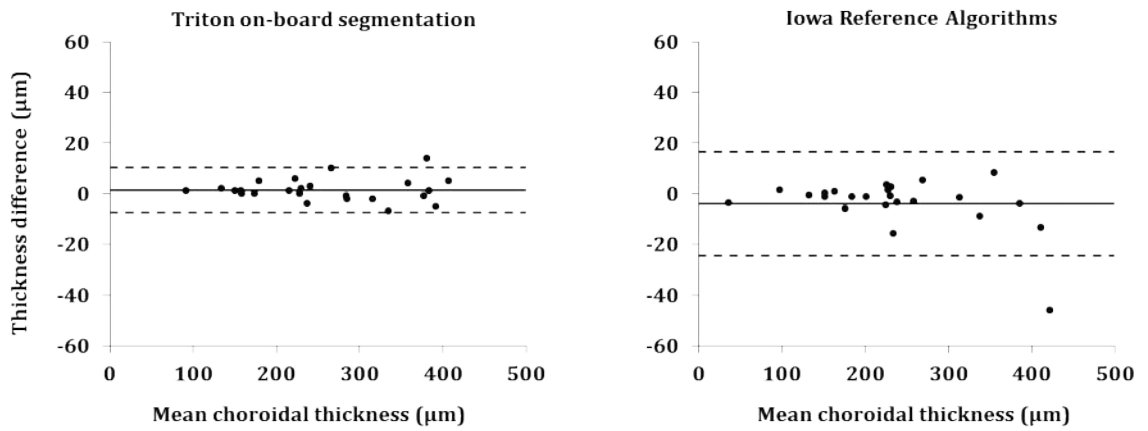 Triton on-board segmentation
Iowa Reference Algorithms
Thickness difference (µm)
60
40
20
0
-20
-40
-60
0 100 200 300 400 500
Mean choroidal thickness (µm)
60
40
20
0
-20
-40
-60
0 100 200 300 400 500
Mean choroidal thickness (µm)